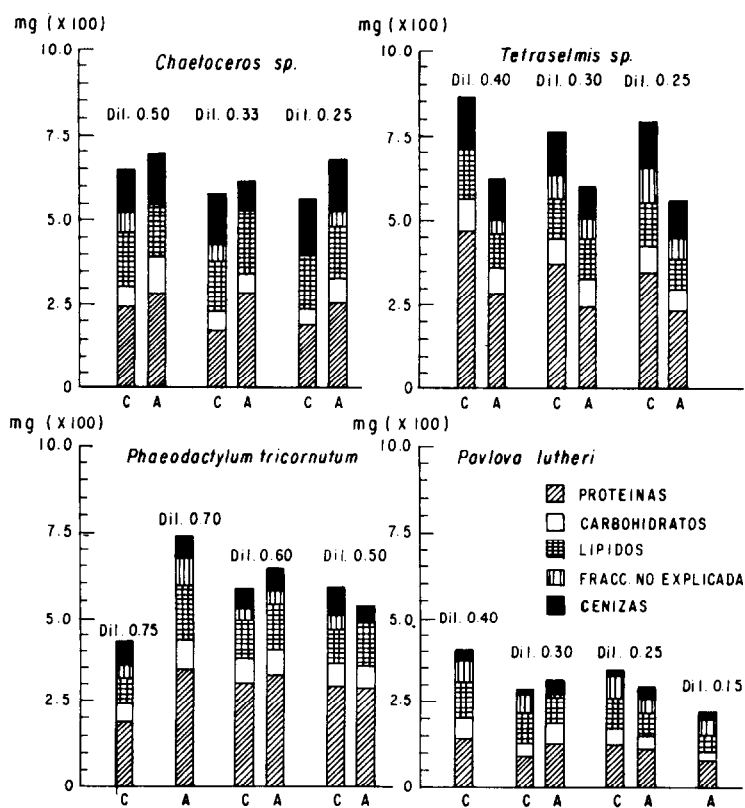 mg (X100)
10.0
7.5
5.0
2.5
0
Chaetoceros sp.
Dil. 0.50
Dil. 0.33
Dil. 0.25
C A C A C A
mg (X100)
10.0
7.5
5.0
2.5
0
Tetraselmis sp.
Dil. 0.40
Dil. 0.30
Dil. 0.25
C A C A C A
mg (X100)
10.0
7.5
5.0
2.5
0
Phaeodactylum tricornutum
Dil. 0.75
Dil. 0.70
Dil. 0.60
Dil. 0.50
C A C A C A
mg (X100)
10.0
7.5
5.0
2.5
0
Pavlova lutheri
PROTEINAS
CARBOHIDRATOS
LIPIDOS
FRACC. NO EXPLICADA
CENIZAS
Dil. 0.40
Dil. 0.30
Dil. 0.25
Dil. 0.15
C C A C A A